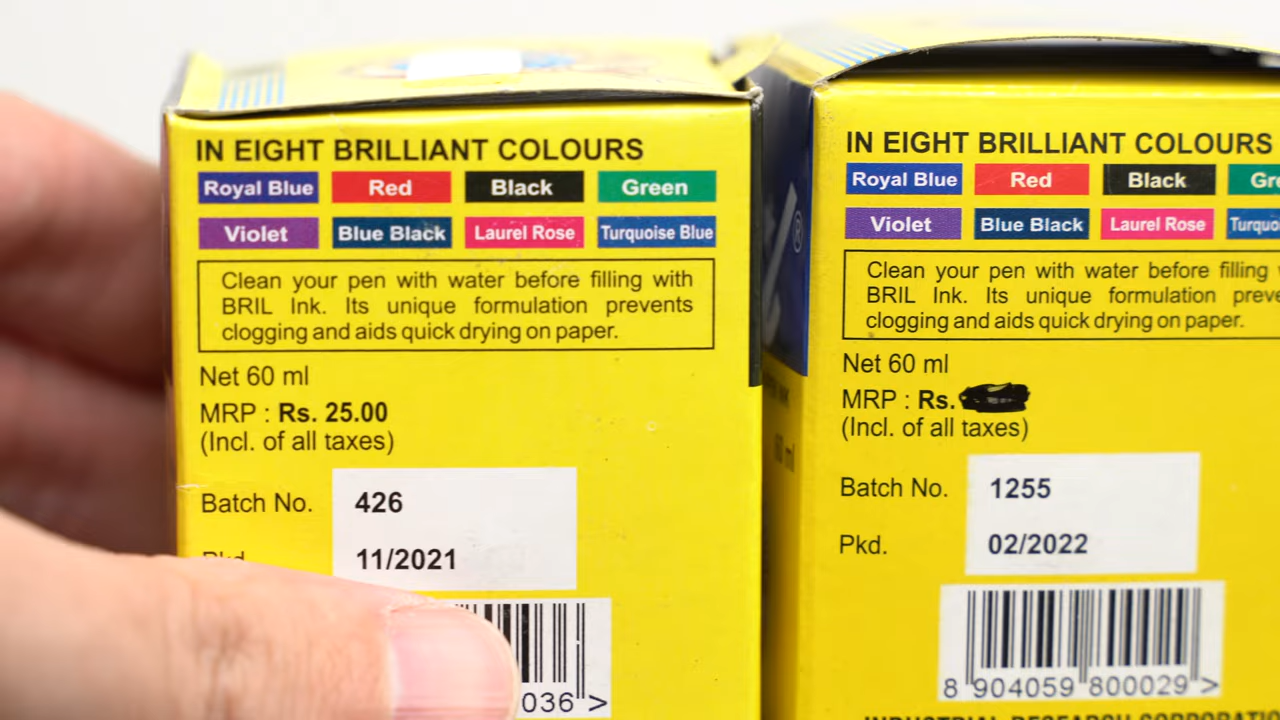 IN EIGHT BRILLIANT COLOURS
Royal Blue Red Black Green
Violet Blue Black Laurel Rose Turquoise Blue
Clean your pen with water before filling with
BRIL Ink. Its unique formulation prevents
clogging and aids quick drying on paper.
Net 60 ml
MRP : Rs. 25.00
(Incl. of all taxes)
Batch No. 426
Pkd. 11/2021
036 >
IN EIGHT BRILLIANT COLOURS
Royal Blue Red Black
Violet Blue Black Laurel Rose
Clean your pen with water before filling
BRIL Ink. Its unique formulation
clogging and aids quick drying on paper.
Net 60 ml
MRP : Rs.
(Incl. of all taxes)
Batch No. 1255
Pkd. 02/2022
8 904059 800029 >